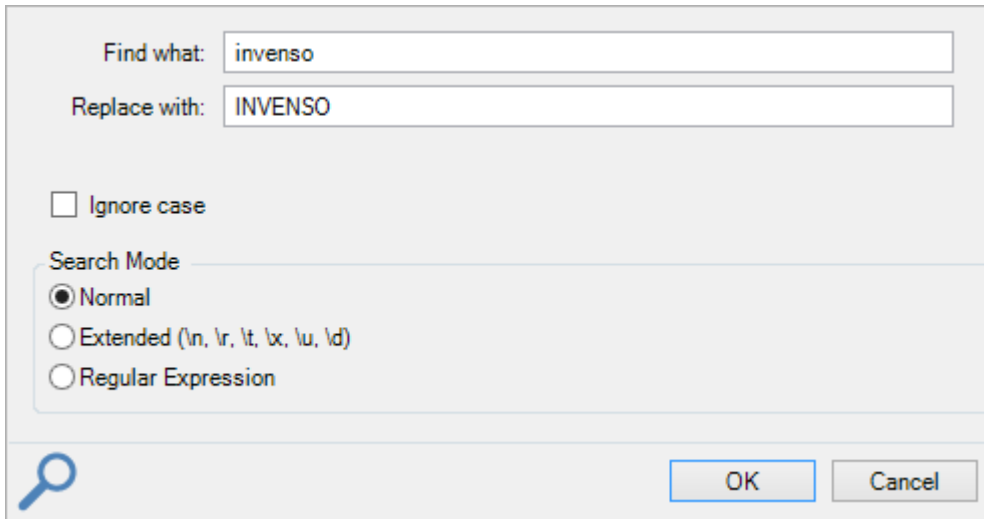 Find what: invenso
Replace with: INVENSO
Ignore case
Search Mode
Normal
Extended (\n, \r, \t, \x, \u, \d)
Regular Expression
OK Cancel